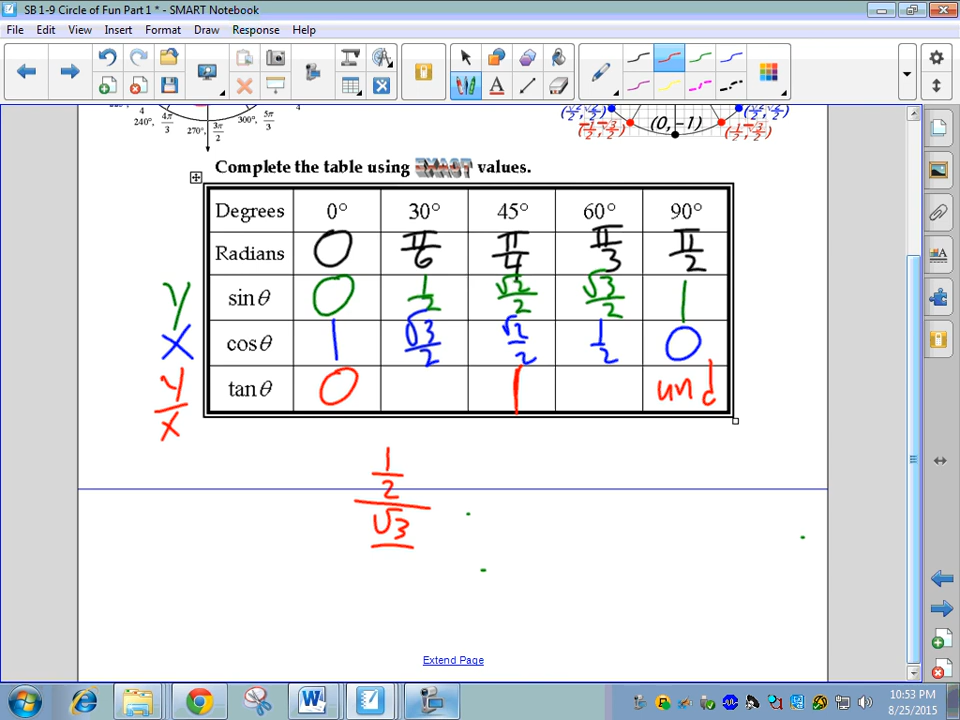 SB 1-9 Circle of Fun Part 1 * - SMART Notebook
File Edit View Insert Format Draw Response Help
4
240°, 4π/3
270°, 3π/2
300°, 5π/3
4
(0, −1)
Complete the table using EXACT values.
Degrees 0° 30° 45° 60° 90°
Radians 0 π/6 π/4 π/3 π/2
y sinθ 0 1/2 √2/2 √3/2 1
x cosθ 1 √3/2 √2/2 1/2 0
y/x tanθ 0 1 und
1
2
√3
Extend Page
10:53 PM
8/25/2015